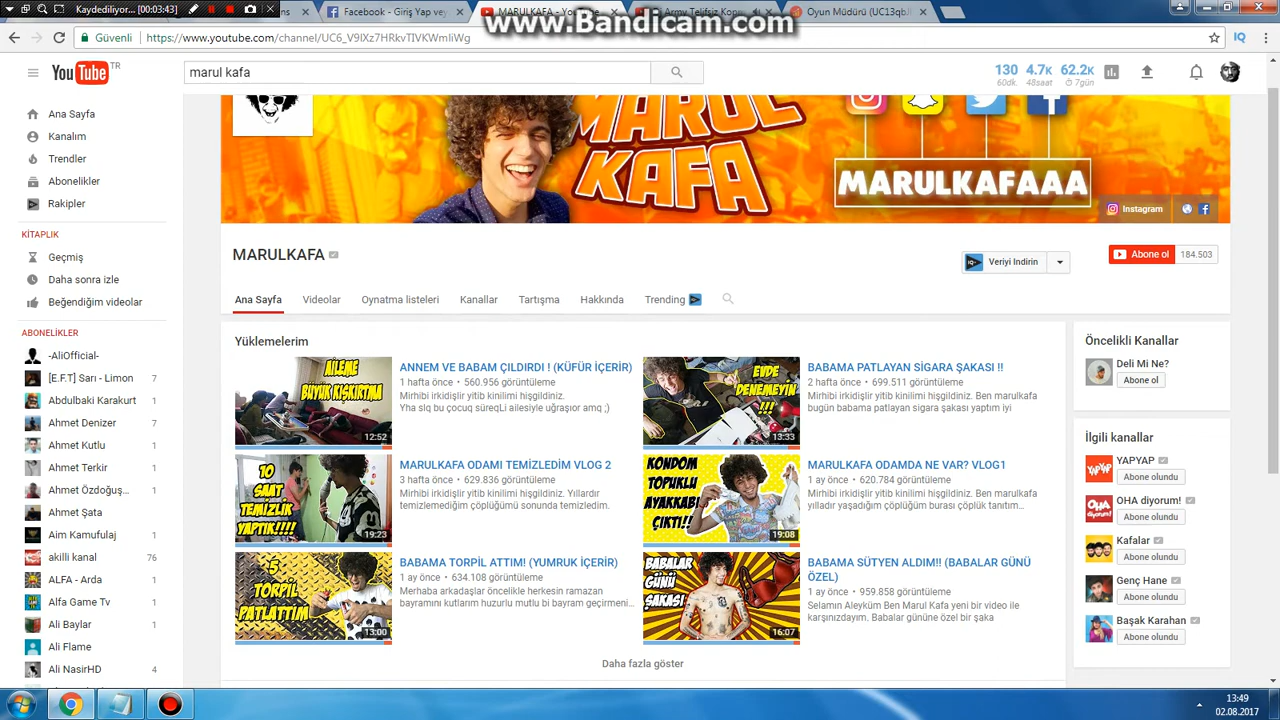 Kaydediliyor... [00:03:43]
ns
Facebook - Giriş Yap vey
MARULKAFA - YouTube
Army Telifsiz Kon
Oyun Müdürü (UC13qbJ
www.Bandicam.com
Güvenli
https://www.youtube.com/channel/UC6_V9IXz7HRkvTIVKWmIiWg
YouTube TR
marul kafa
130 4.7K 62.2K
60dk. 48saat 7gün
Ana Sayfa
Kanalım
Trendler
Abonelikler
Rakipler
KİTAPLIK
Geçmiş
Daha sonra izle
Beğendiğim videolar
ABONELİKLER
-AliOfficial-
[E.F.T] Sarı - Limon 7
Abdulbaki Karakurt 1
Ahmet Denizer 7
Ahmet Kutlu 1
Ahmet Terkir 1
Ahmet Özdoğuş... 1
Ahmet Şata 1
Aim Kamufulaj 1
akilli kanal 76
ALFA - Arda 1
Alfa Game Tv 1
Ali Baylar 1
Ali Flame
Ali NasirHD 4
MARUL
KAFA
MARULKAFAAA
Instagram
MARULKAFA
Veriyi Indirin
Abone ol 184.503
Ana Sayfa Videolar Oynatma listeleri Kanallar Tartışma Hakkında Trending
Yüklemelerim
AİLEME
BÜYÜK KIŞKIRTMA
12:52
ANNEM VE BABAM ÇILDIRDI ! (KÜFÜR İÇERİR)
1 hafta önce • 560.956 görüntüleme
Mirhibi irkidişlir yitib kinilimi hişgildiniz.
Yha slq bu çocuq süreqLi ailesiyle uğraşıor amq ;)
EVDE
DENEMEYİN
!!!
13:33
BABAMA PATLAYAN SİGARA ŞAKASI !!
2 hafta önce • 699.511 görüntüleme
Mirhibi irkidişlir yitib kinilimi hişgildiniz. Ben marulkafa
bugün babama patlayan sigara şakası yaptım iyi
10
SAAT
TEMİZLİK
YAPTIK!!!!
19:23
MARULKAFA ODAMI TEMİZLEDİM VLOG 2
3 hafta önce • 629.836 görüntüleme
Mirhibi irkidişlir yitib kinilimi hişgildiniz. Yıllardır
temizlemediğim çöplüğümü sonunda temizledim.
KONDOM
TOPUKLU
AYAKKABI
ÇIKTI!!
19:08
MARULKAFA ODAMDA NE VAR? VLOG1
1 ay önce • 620.784 görüntüleme
Mirhibi irkidişlir yitib kinilimi hişgildiniz. Ben marulkafa
yıllardır yaşadığım çöplüğüm burası çöplük tanıtım...
5
TORPİL
PATLATTIM
13:00
BABAMA TORPİL ATTIM! (YUMRUK İÇERİR)
1 ay önce • 634.108 görüntüleme
Merhaba arkadaşlar öncelikle herkesin ramazan
bayramını kutlarım huzurlu mutlu bi bayram geçirmeni...
BABALAR
GÜNÜ
ŞAKASI
16:07
BABAMA SÜTYEN ALDIM!! (BABALAR GÜNÜ
ÖZEL)
1 ay önce • 959.858 görüntüleme
Selamın Aleyküm Ben Marul Kafa yeni bir video ile
karşınızdayım. Babalar gününe özel bir şaka
Daha fazla göster
Öncelikli Kanallar
Deli Mi Ne?
Abone ol
İlgili kanallar
YAPYAP
Abone olundu
OHA diyorum!
Abone olundu
Kafalar
Abone olundu
Genç Hane
Abone olundu
Başak Karahan
Abone olundu
13:49
02.08.2017